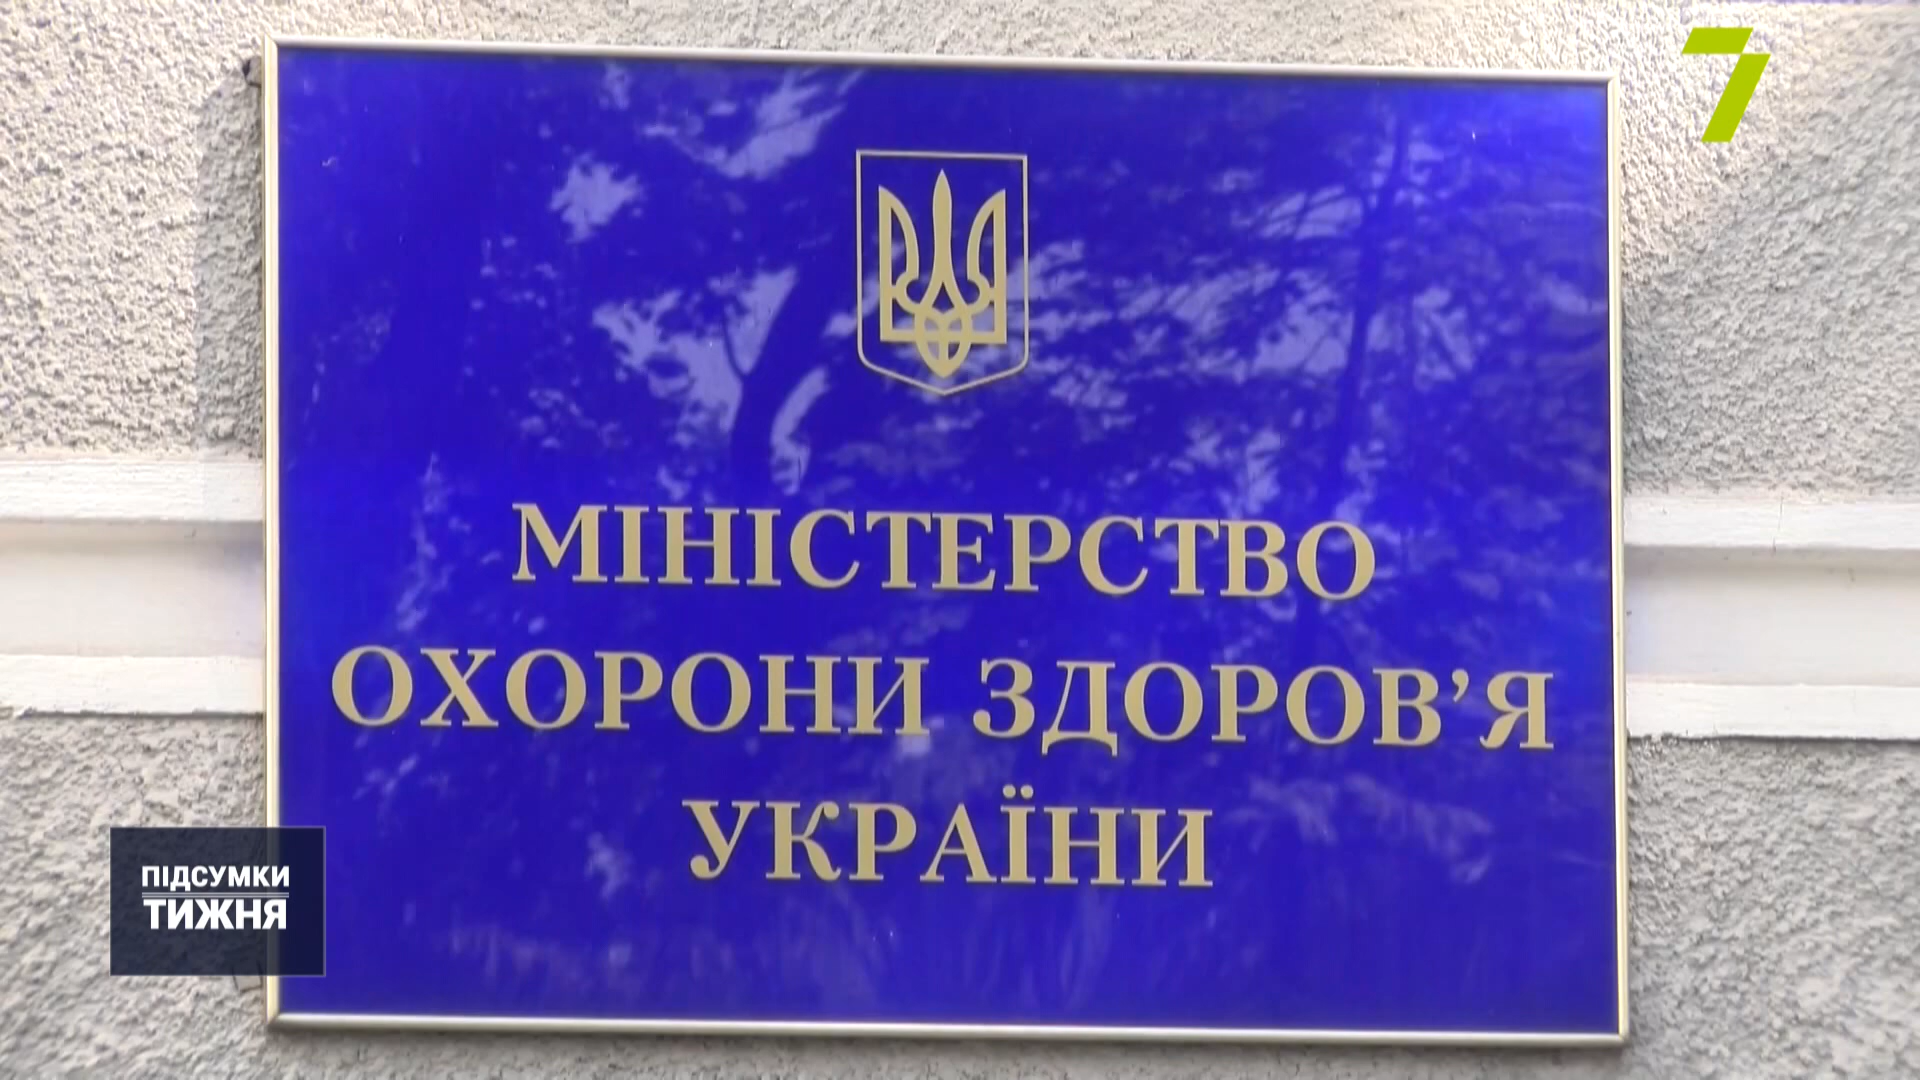 7
МІНІСТЕРСТВО
ОХОРОНИ ЗДОРОВ’Я
УКРАЇНИ
ПІДСУМКИ
ТИЖНЯ